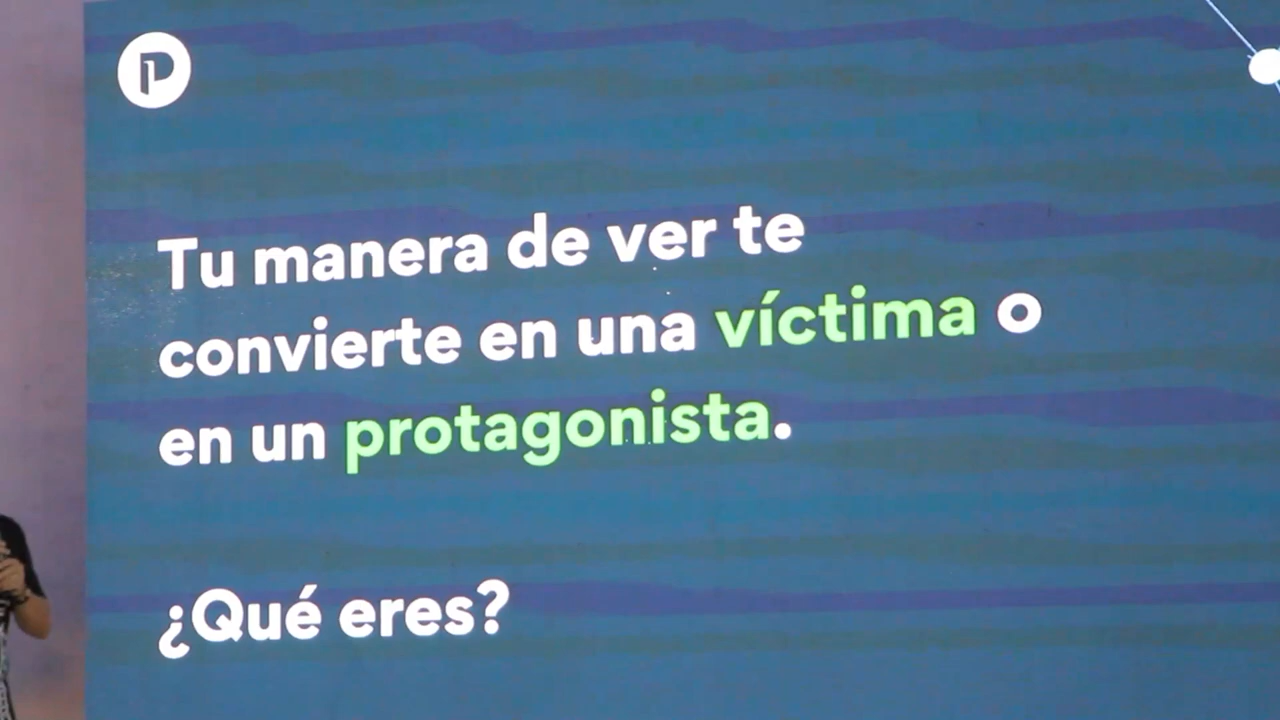 Tu manera de ver te
convierte en una víctima o
en un protagonista.
¿Qué eres?